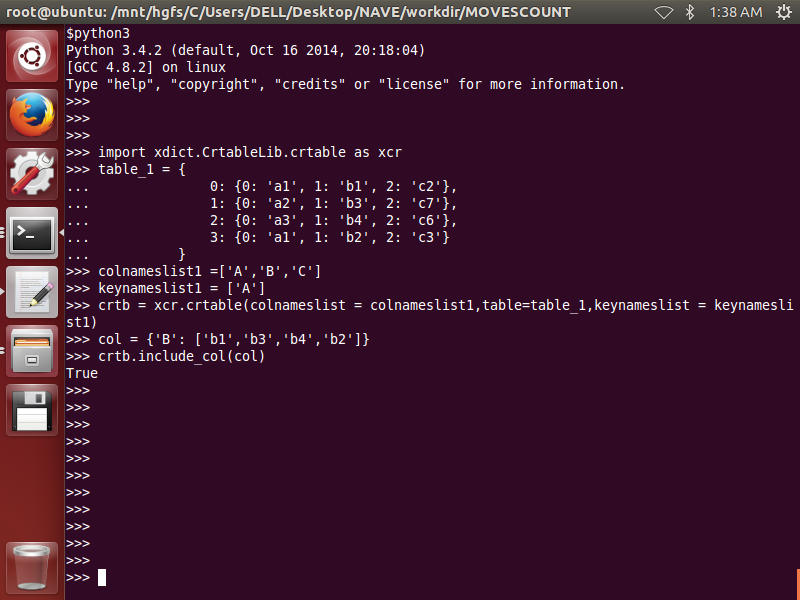 root@ubuntu: /mnt/hgfs/C/Users/DELL/Desktop/NAVE/workdir/MOVESCOUNT
1:38 AM
$python3
Python 3.4.2 (default, Oct 16 2014, 20:18:04)
[GCC 4.8.2] on linux
Type "help", "copyright", "credits" or "license" for more information.
>>>
>>>
>>>
>>> import xdict.CrtableLib.crtable as xcr
>>> table_1 = {
...               0: {0: 'a1', 1: 'b1', 2: 'c2'},
...               1: {0: 'a2', 1: 'b3', 2: 'c7'},
...               2: {0: 'a3', 1: 'b4', 2: 'c6'},
...               3: {0: 'a1', 1: 'b2', 2: 'c3'}
...           }
>>> colnameslist1 =['A','B','C']
>>> keynameslist1 = ['A']
>>> crtb = xcr.crtable(colnameslist = colnameslist1,table=table_1,keynameslist = keynamesli
st1)
>>> col = {'B': ['b1','b3','b4','b2']}
>>> crtb.include_col(col)
True
>>>
>>>
>>>
>>>
>>>
>>>
>>>
>>>
>>>
>>>
>>>
>>>